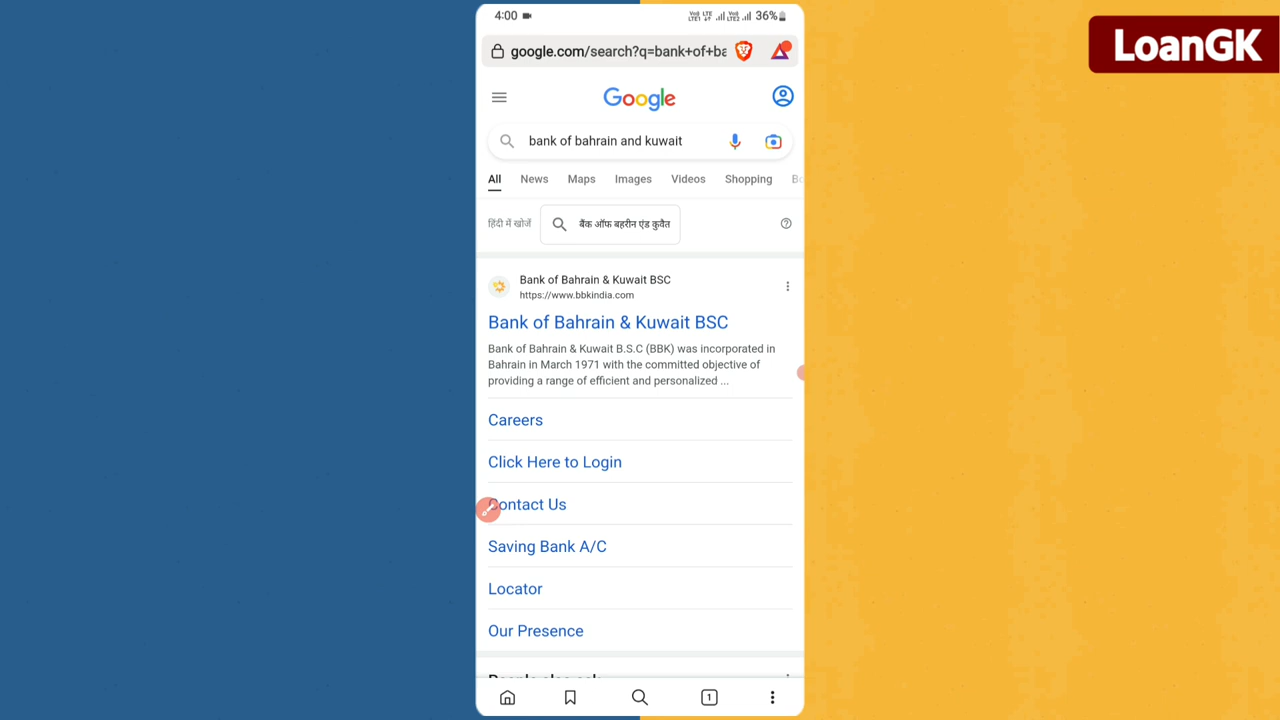 LoanGK
4:00
36%
google.com/search?q=bank+of+ba
Google
bank of bahrain and kuwait
All News Maps Images Videos Shopping
हिंदी में खोजें
बैंक ऑफ बहरीन एंड कुवैत
Bank of Bahrain & Kuwait BSC
https://www.bbkindia.com
Bank of Bahrain & Kuwait BSC
Bank of Bahrain & Kuwait B.S.C (BBK) was incorporated in
Bahrain in March 1971 with the committed objective of
providing a range of efficient and personalized ...
Careers
Click Here to Login
Contact Us
Saving Bank A/C
Locator
Our Presence
1